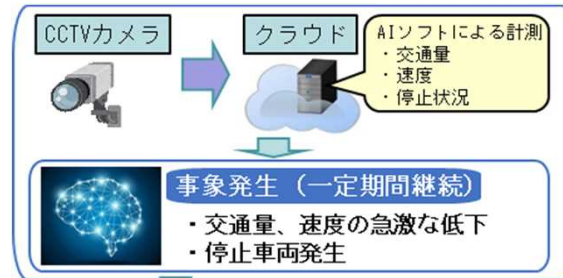 CCTVカメラ
クラウド
AIソフトによる計測
・交通量
・速度
・停止状況
事象発生（一定期間継続）
・交通量、速度の急激な低下
・停止車両発生